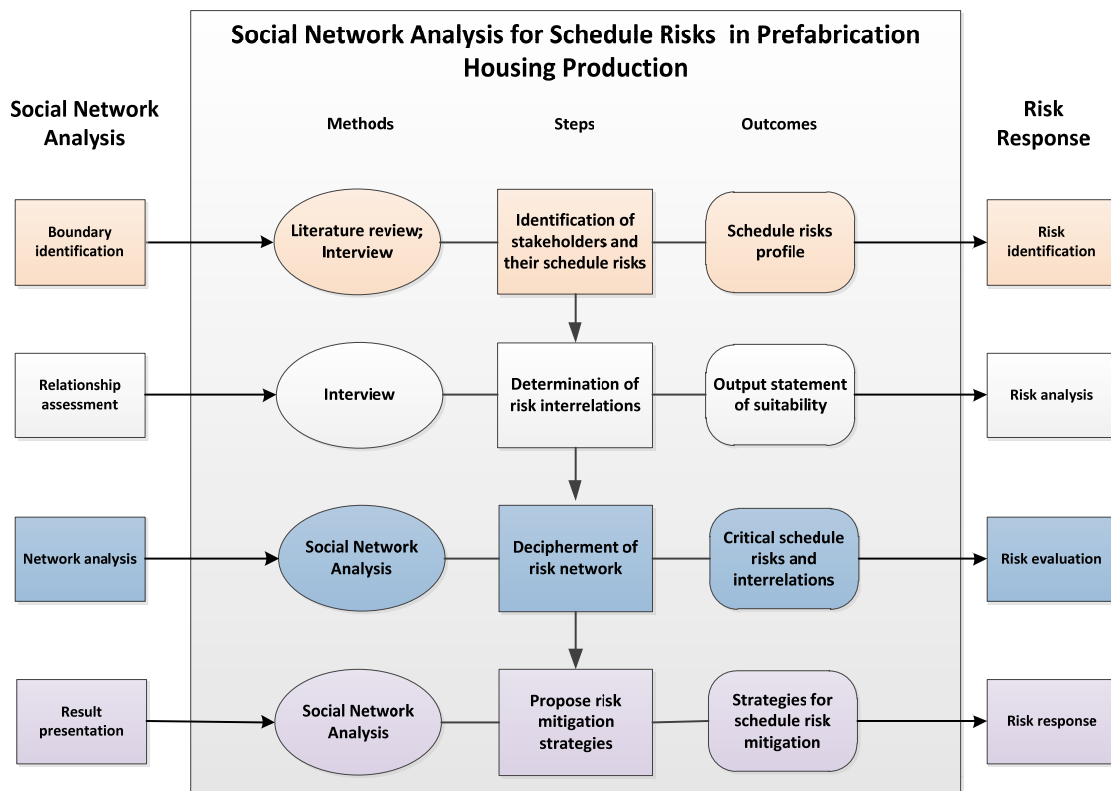 Social Network Analysis for Schedule Risks in Prefabrication
Housing Production
Social Network
Analysis
Methods
Steps
Outcomes
Risk
Response
Boundary
identification
Literature review;
Interview
Identification of
stakeholders and
their schedule risks
Schedule risks
profile
Risk
identification
Relationship
assessment
Interview
Determination of
risk interrelations
Output statement
of suitability
Risk analysis
Network analysis
Social Network
Analysis
Decipherment of
risk network
Critical schedule
risks and
interrelations
Risk evaluation
Result
presentation
Social Network
Analysis
Propose risk
mitigation
strategies
Strategies for
schedule risk
mitigation
Risk response